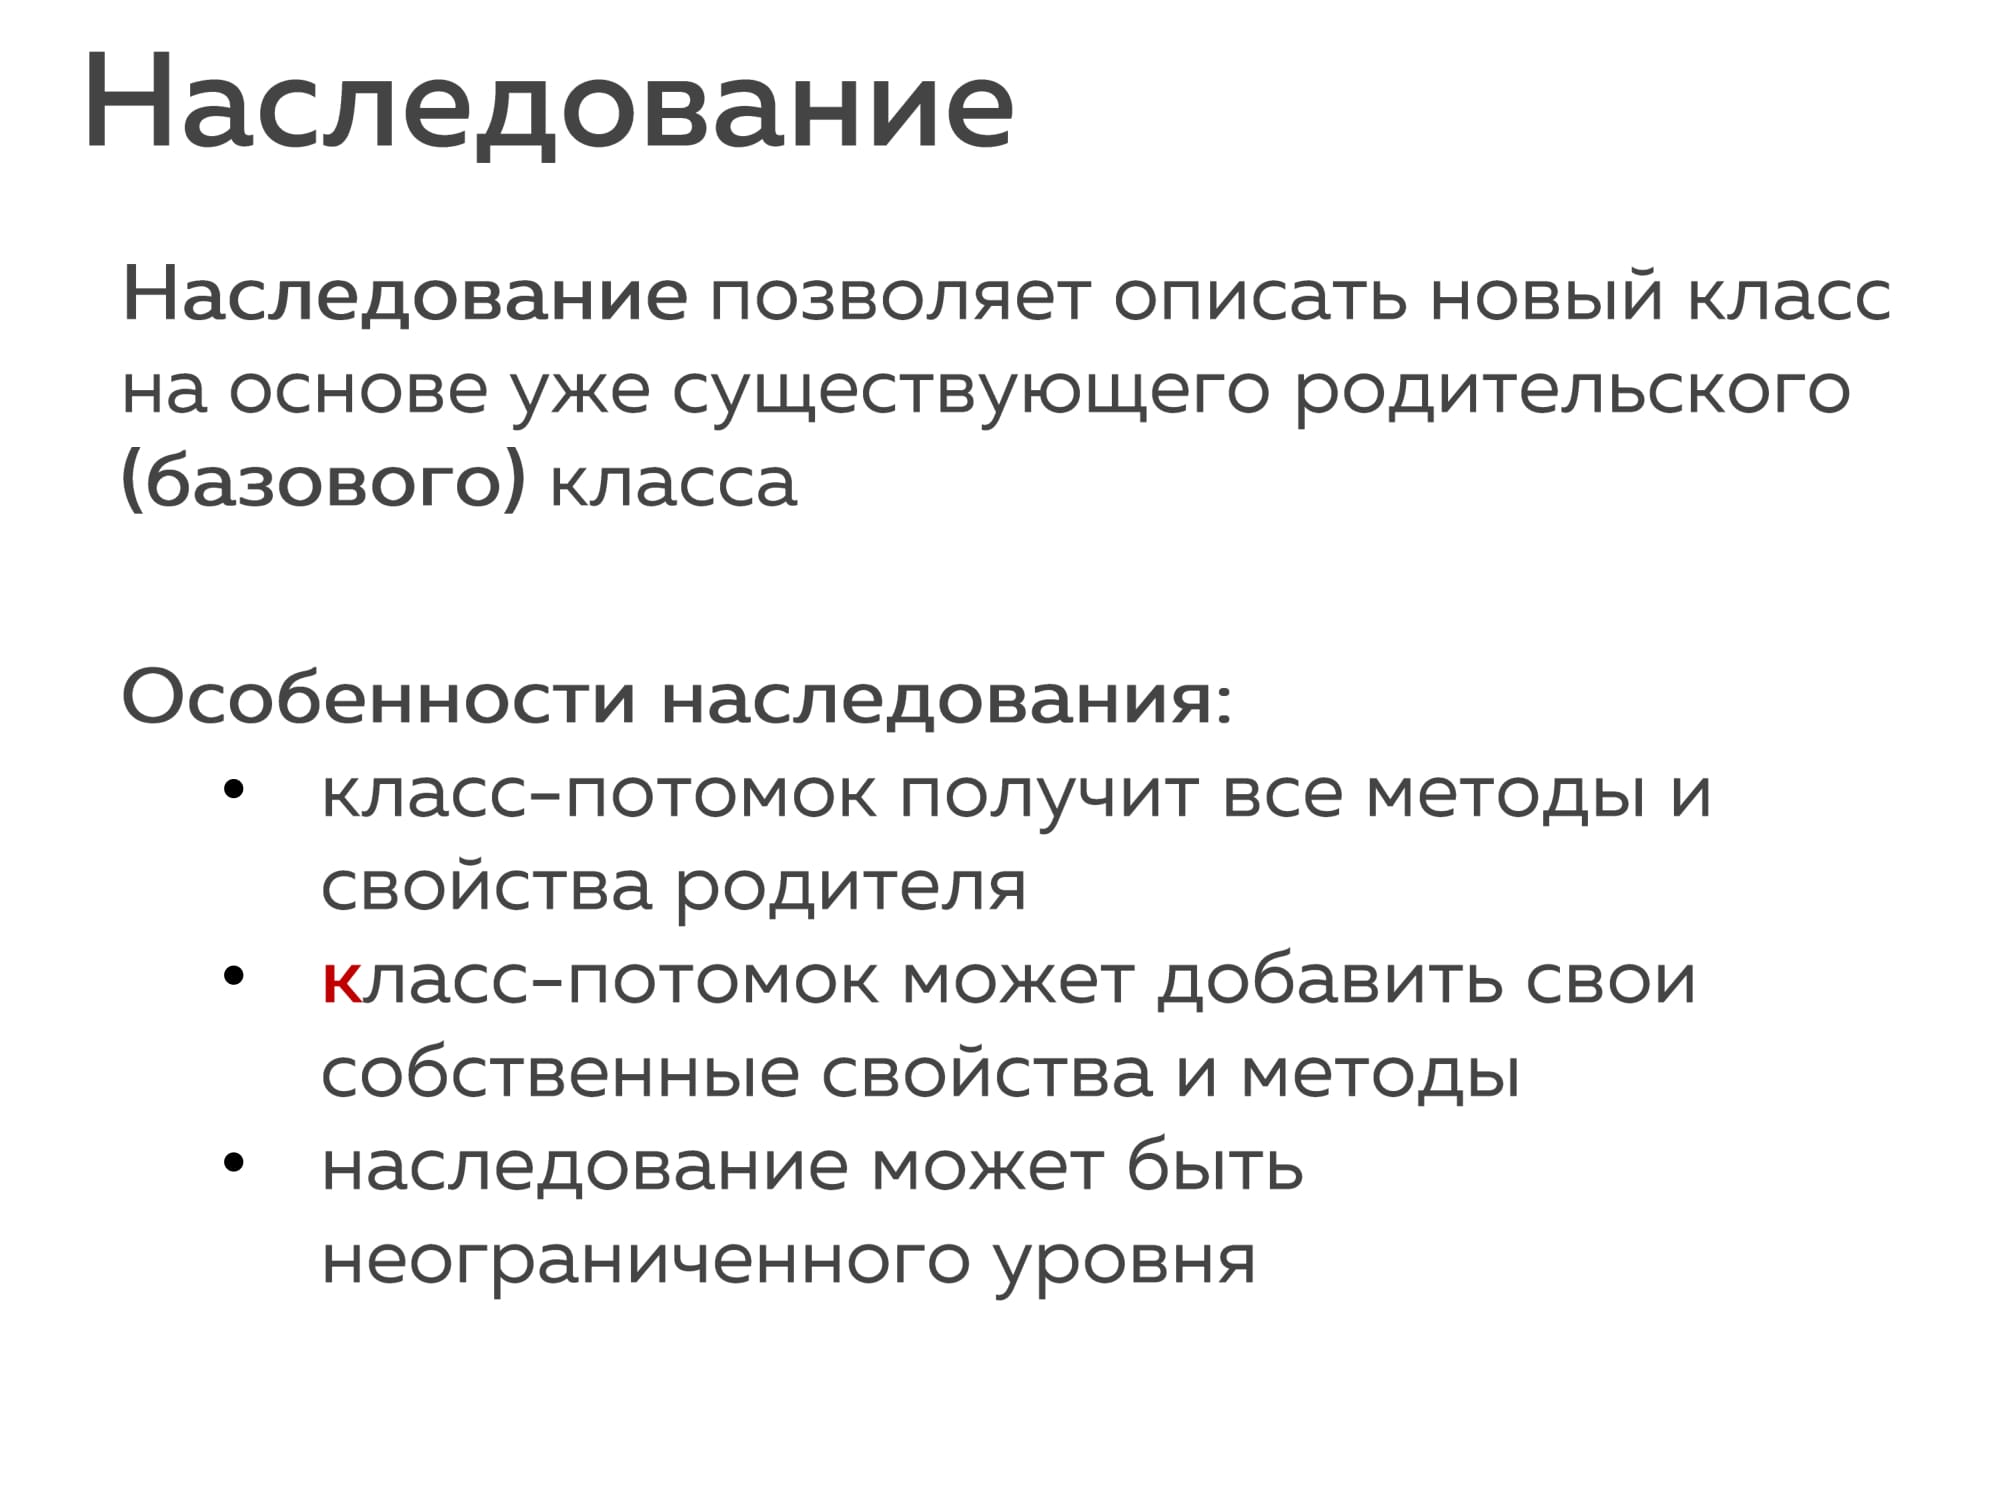 Наследование
Наследование позволяет описать новый класс
на основе уже существующего родительского
(базового) класса
Особенности наследования:
• класс-потомок получит все методы и
свойства родителя
• класс-потомок может добавить свои
собственные свойства и методы
• наследование может быть
неограниченного уровня